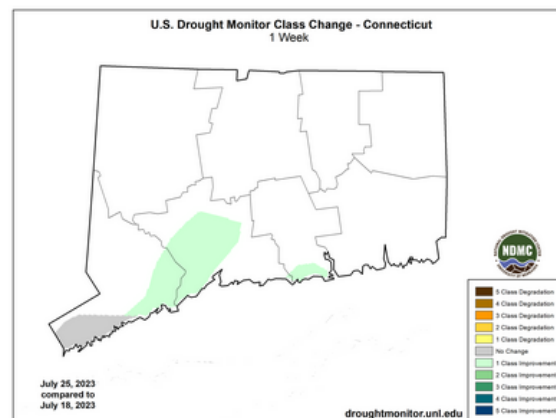 U.S. Drought Monitor Class Change - Connecticut
1 Week
NDMC
5 Class Degradation
4 Class Degradation
3 Class Degradation
2 Class Degradation
1 Class Degradation
No Change
1 Class Improvement
2 Class Improvement
3 Class Improvement
4 Class Improvement
5 Class Improvement
July 25, 2023
compared to
July 18, 2023
droughtmonitor.unl.edu